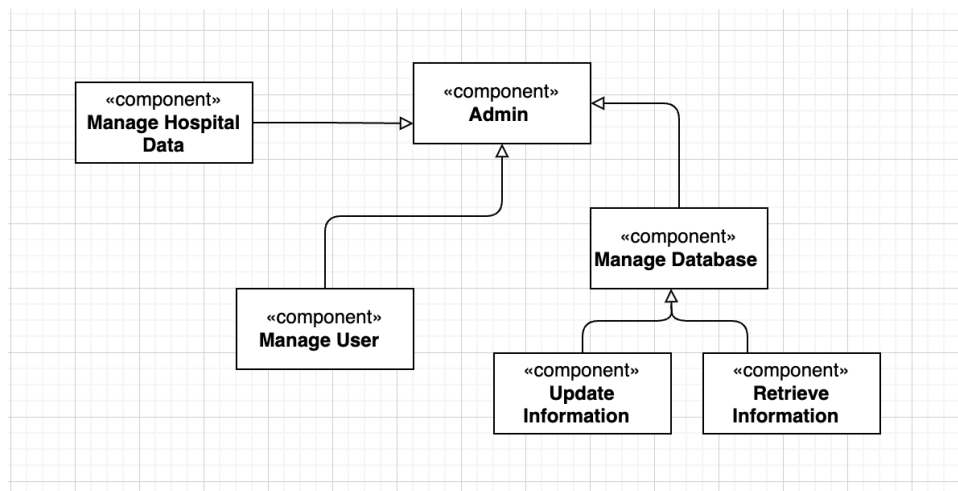 «component»
Manage Hospital
Data
«component»
Admin
«component»
Manage Database
«component»
Manage User
«component»
Update
Information
«component»
Retrieve
Information